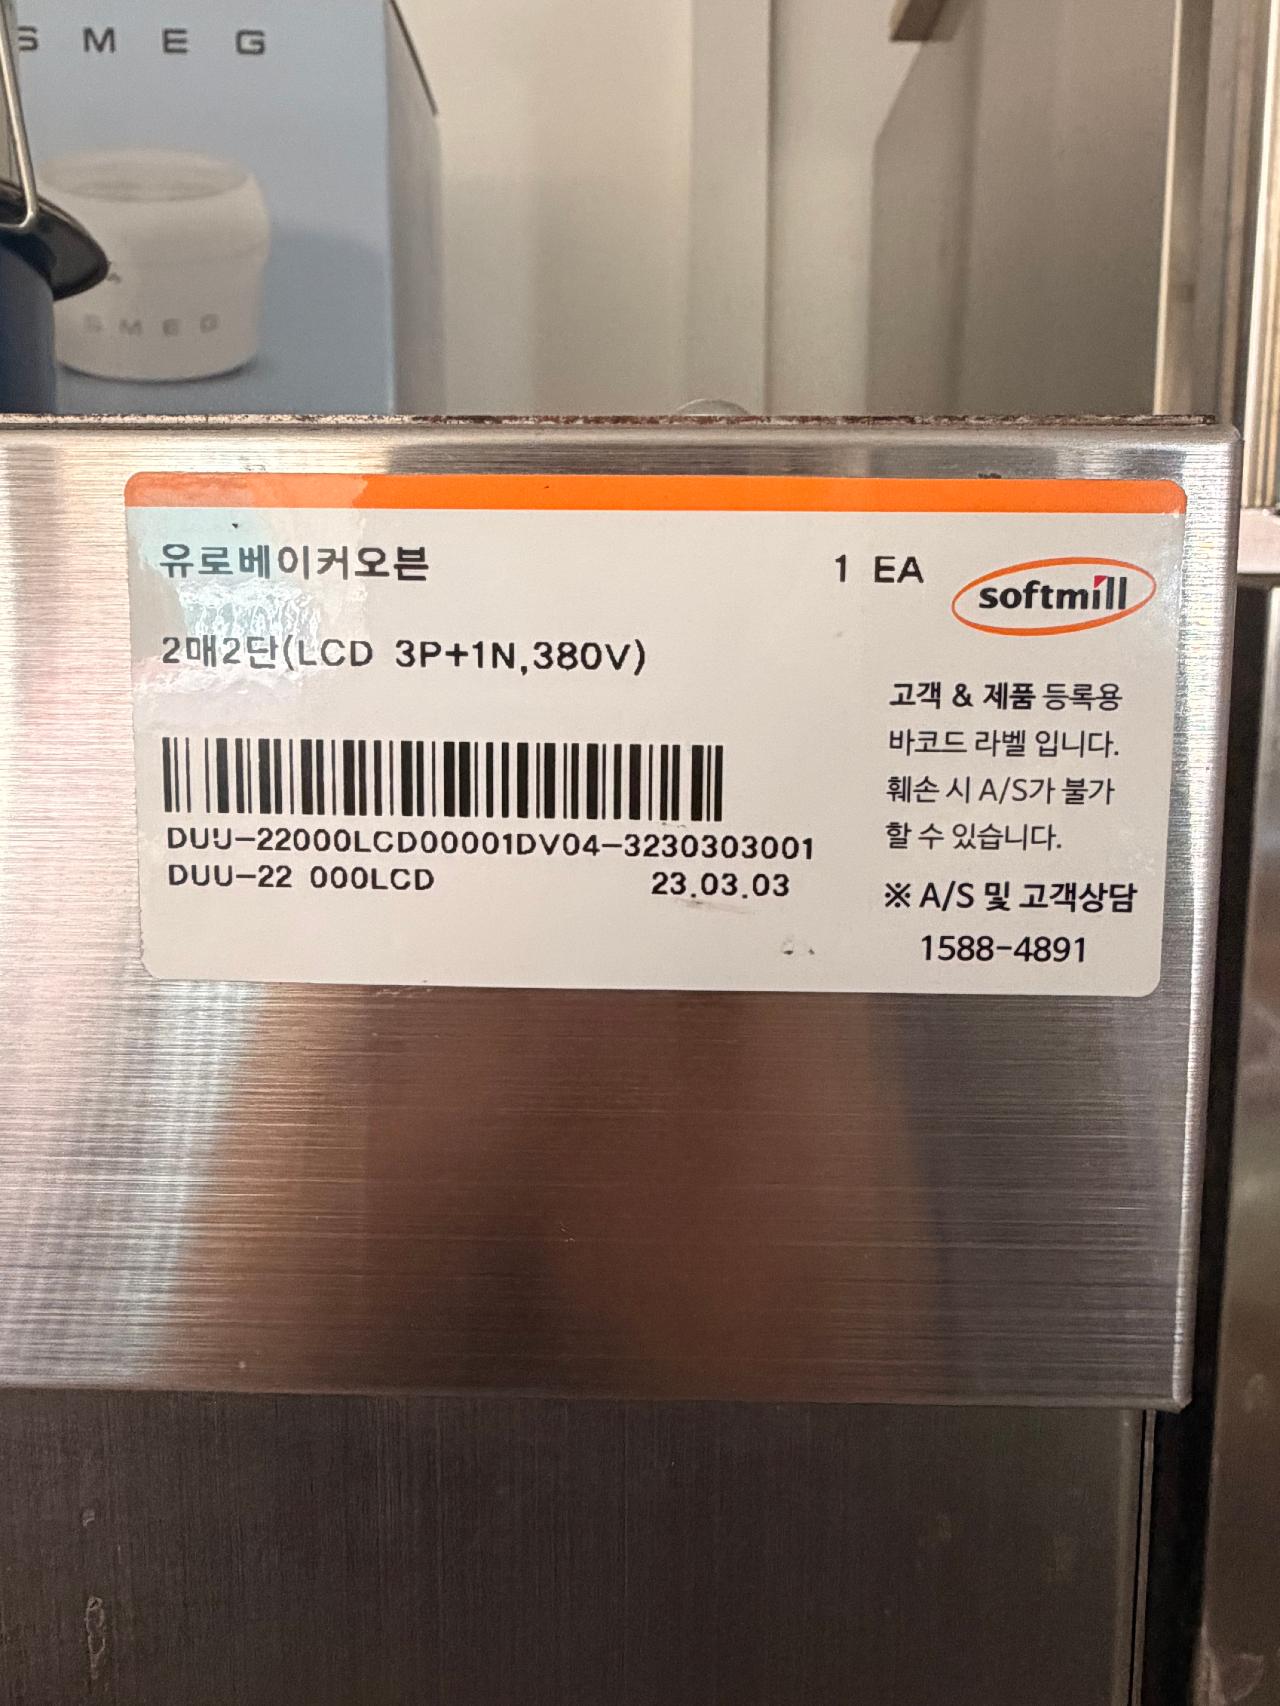 SMEG
SMEG
유로베이커오븐
1 EA
softmill
2매2단(LCD 3P+1N,380V)
고객 & 제품 등록용
바코드 라벨 입니다.
훼손 시 A/S가 불가
할 수 있습니다.
DUU-22000LCD00001DV04-3230303001
DUU-22 000LCD
23.03.03
※ A/S 및 고객상담
1588-4891